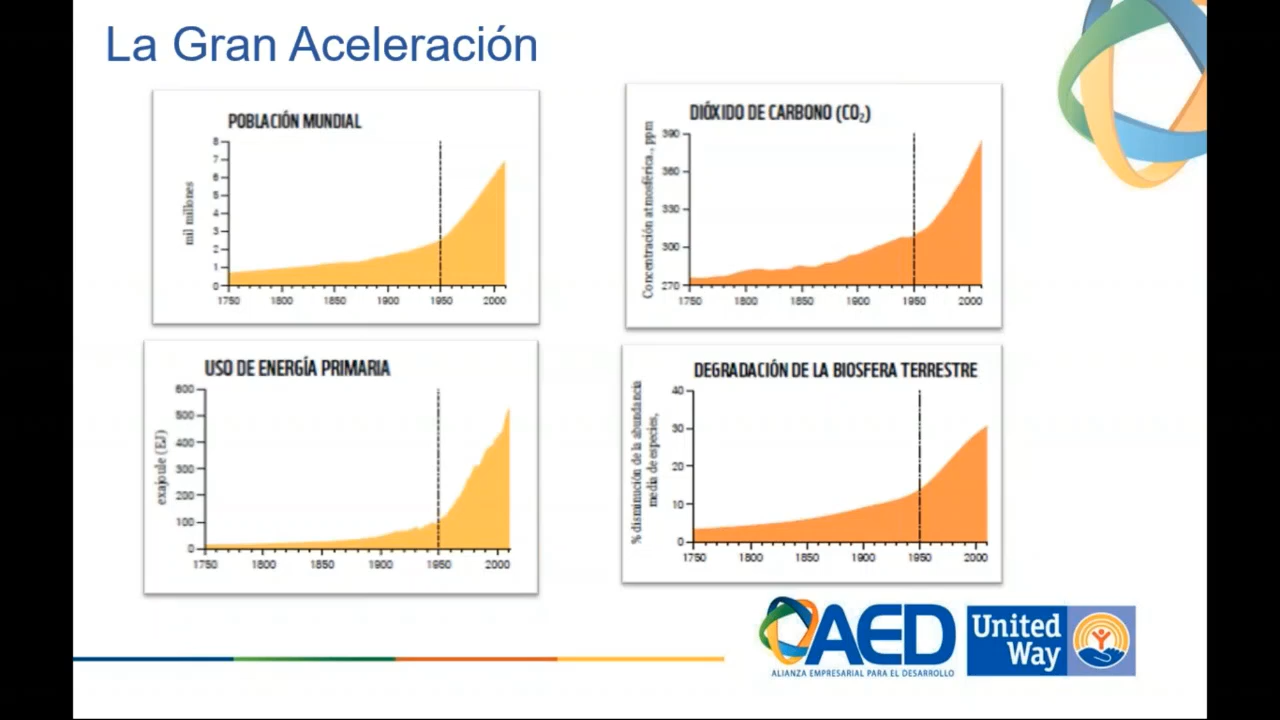 La Gran Aceleración
POBLACIÓN MUNDIAL
mil millones
8
7
6
5
4
3
2
1
0
1750 1800 1850 1900 1950 2000
DIÓXIDO DE CARBONO (CO₂)
Concentración atmosférica., ppm
390
360
330
300
270
1750 1800 1850 1900 1950 2000
USO DE ENERGÍA PRIMARIA
exajoule (EJ)
600
500
400
300
200
100
0
1750 1800 1850 1900 1950 2000
DEGRADACIÓN DE LA BIOSFERA TERRESTRE
% disminución de la abundancia
media de especies,
40
30
20
10
0
1750 1800 1850 1900 1950 2000
AED
ALIANZA EMPRESARIAL PARA EL DESARROLLO
United
Way